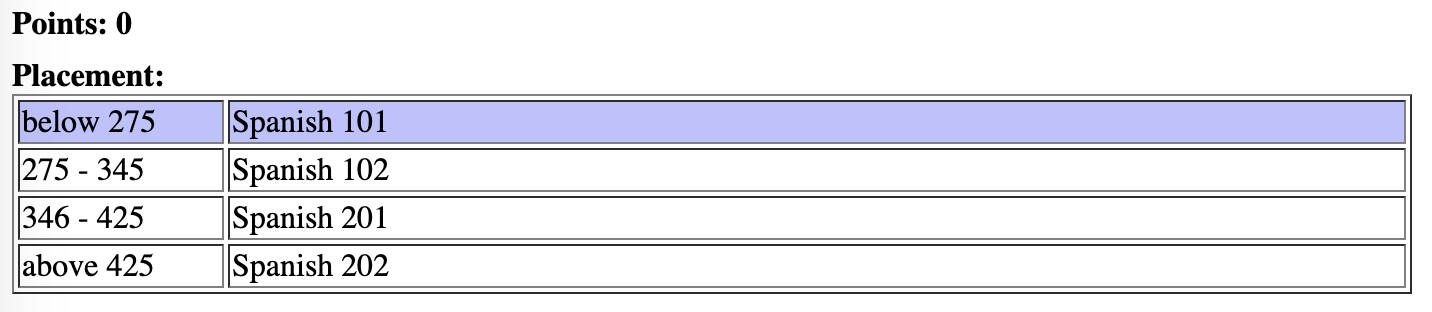 Points: 0
Placement:
below 275 Spanish 101
275 - 345 Spanish 102
346 - 425 Spanish 201
above 425 Spanish 202